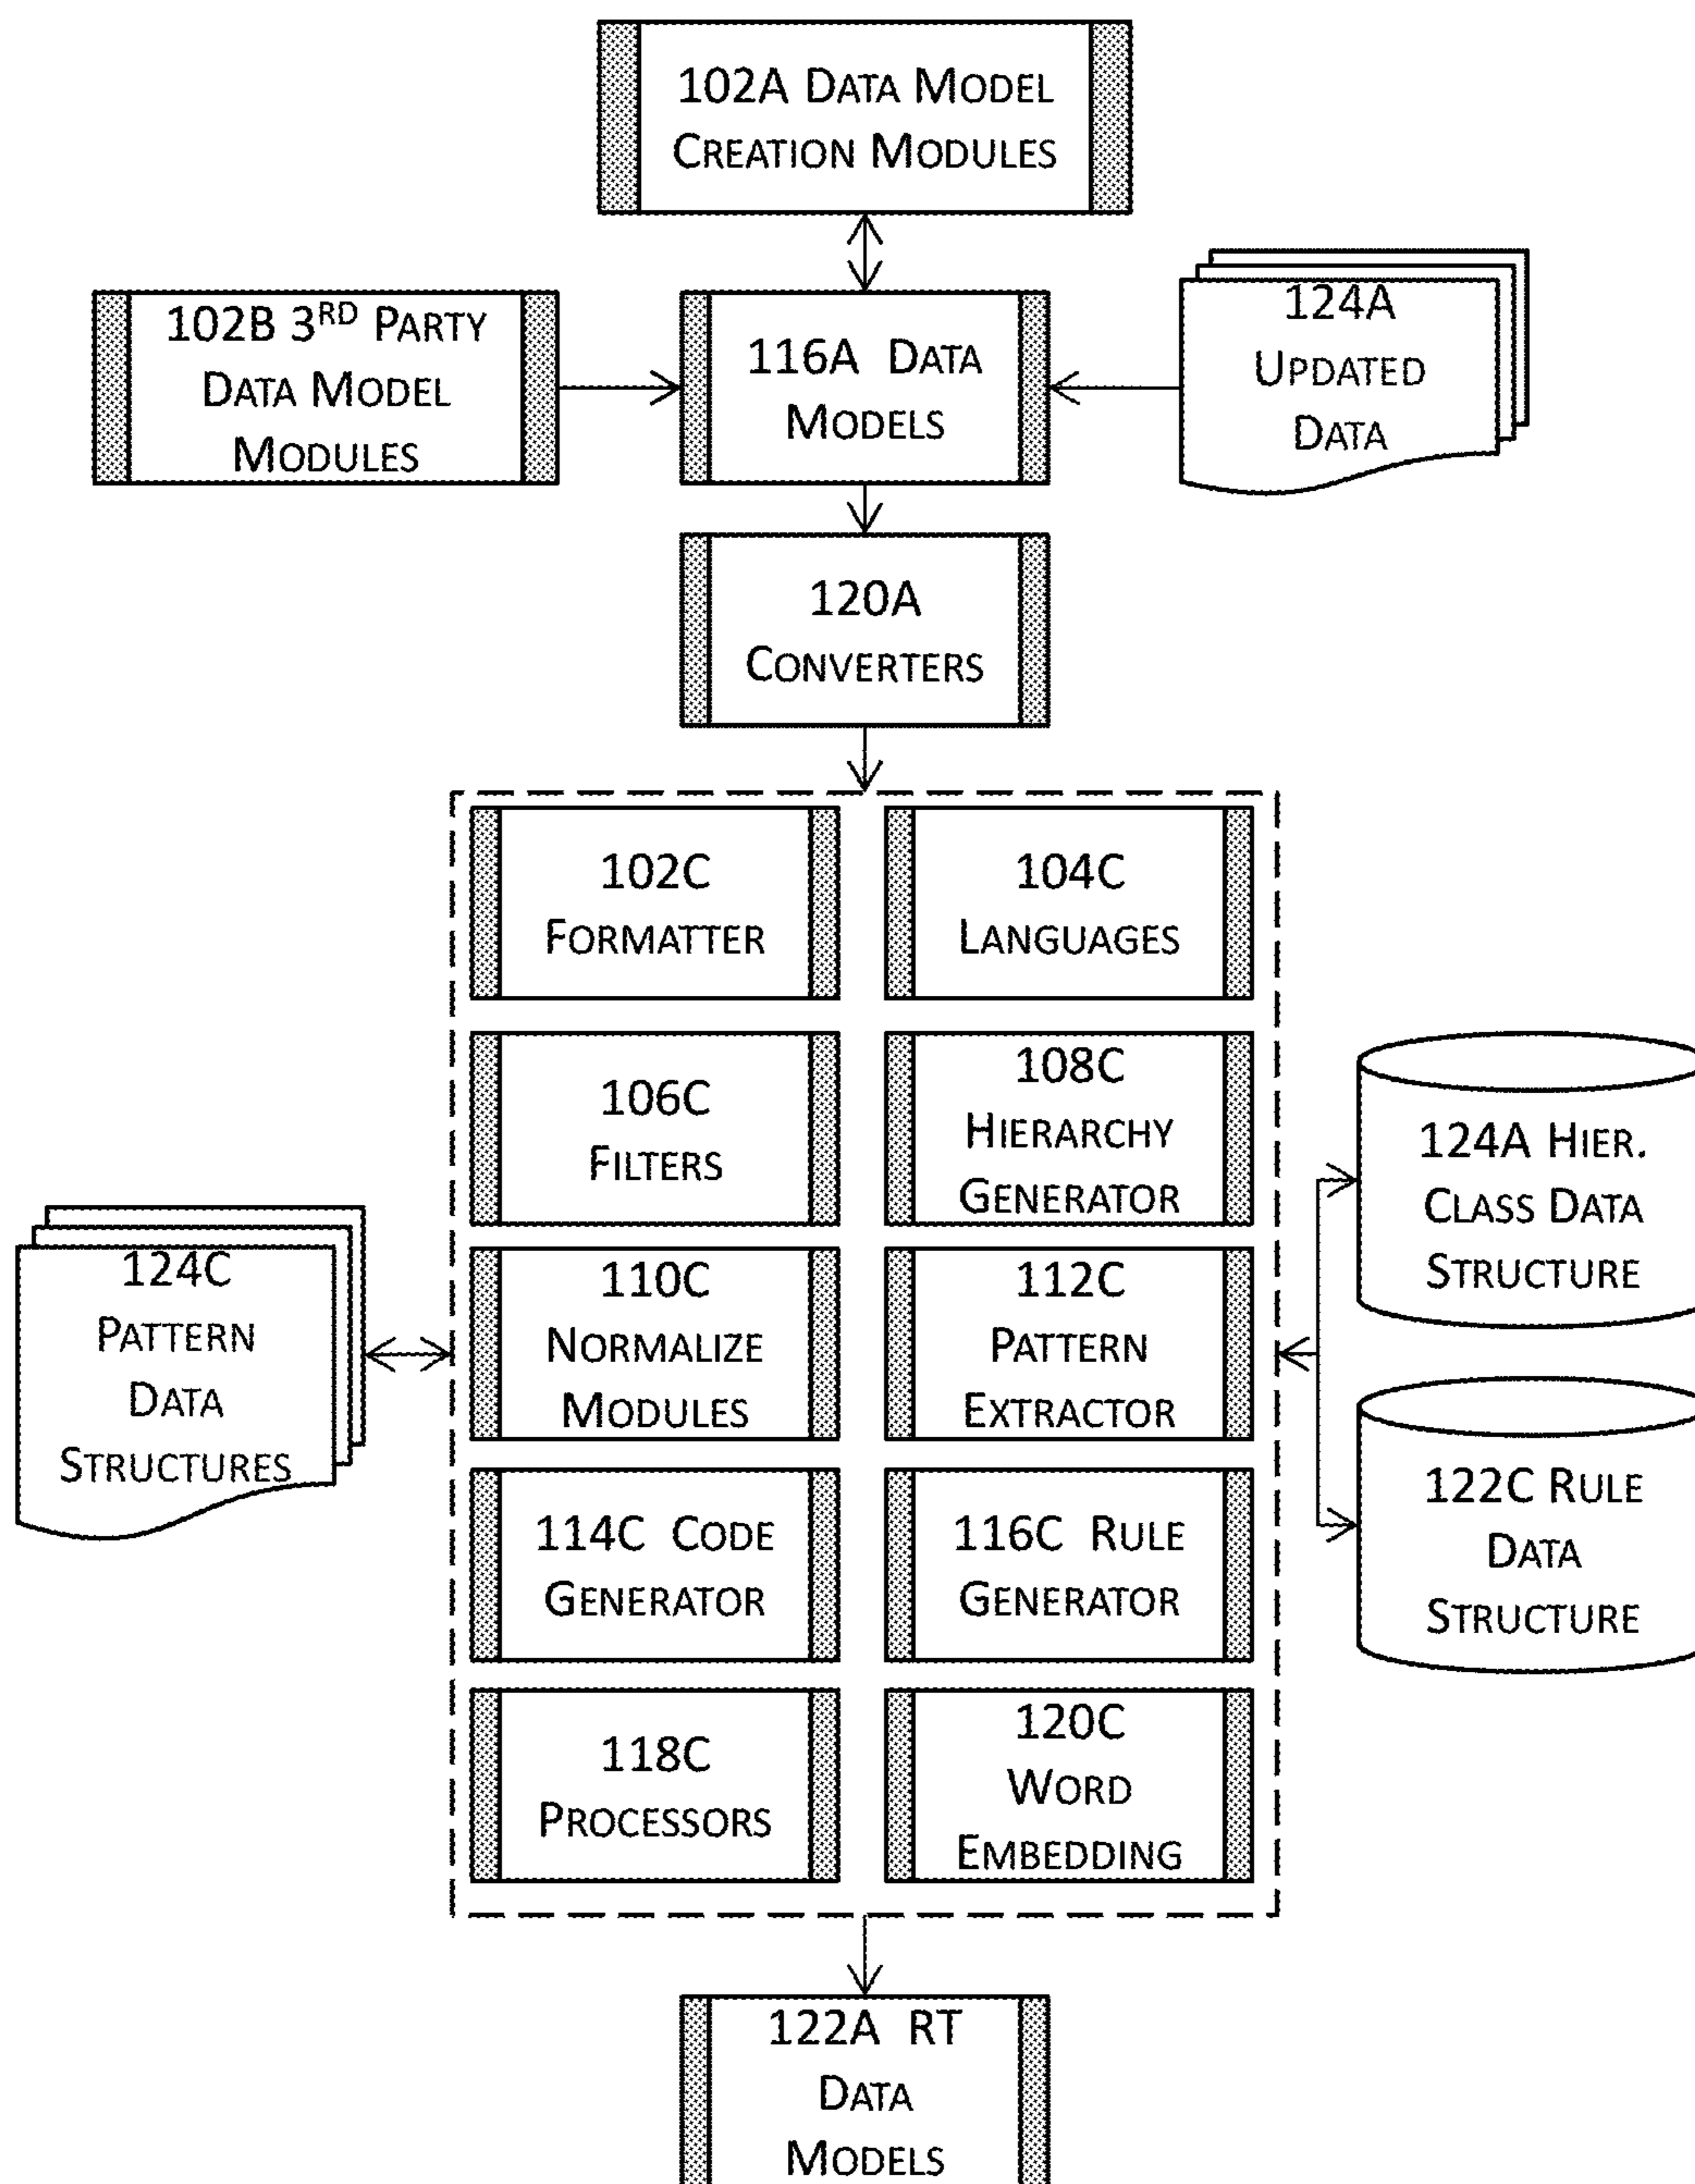 102A DATA MODEL
CREATION MODULES
102B 3RD PARTY
DATA MODEL
MODULES
116A DATA
MODELS
124A
UPDATED
DATA
120A
CONVERTERS
102C
FORMATTER
104C
LANGUAGES
106C
FILTERS
108C
HIERARCHY
GENERATOR
124A HIER.
CLASS DATA
STRUCTURE
124C
PATTERN
DATA
STRUCTURES
110C
NORMALIZE
MODULES
112C
PATTERN
EXTRACTOR
122C RULE
DATA
STRUCTURE
114C CODE
GENERATOR
116C RULE
GENERATOR
118C
PROCESSORS
120C
WORD
EMBEDDING
122A RT
DATA
MODELS